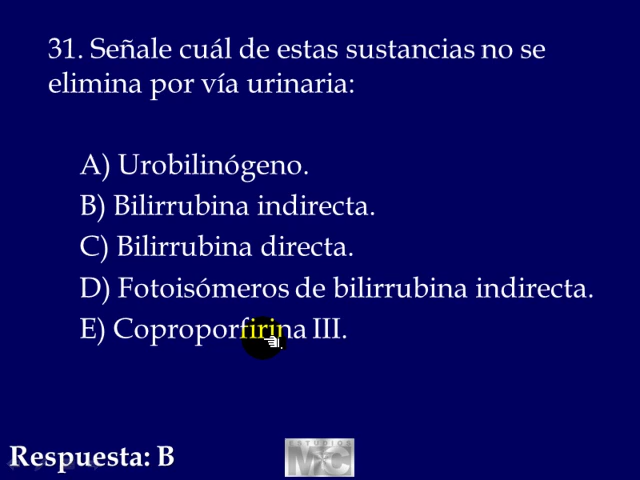 31. Señale cuál de estas sustancias no se
elimina por vía urinaria:
A) Urobilinógeno.
B) Bilirrubina indirecta.
C) Bilirrubina directa.
D) Fotoisómeros de bilirrubina indirecta.
E) Coproporfirina III.
Respuesta: B
ESTUDIOS
MC